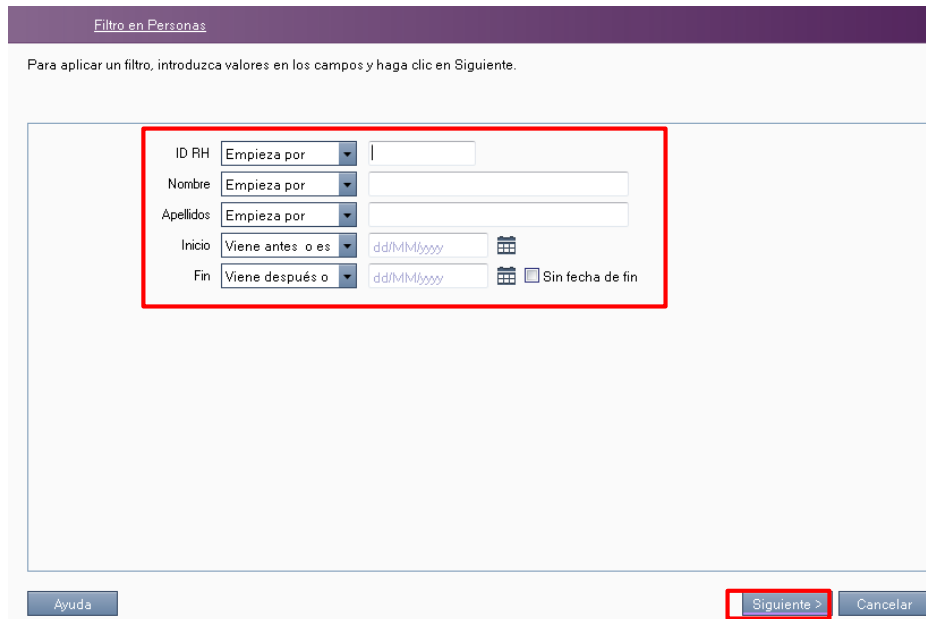 Filtro en Personas
Para aplicar un filtro, introduzca valores en los campos y haga clic en Siguiente.
ID RH Empieza por
Nombre Empieza por
Apellidos Empieza por
Inicio Viene antes o es dd/MM/yyyy
Fin Viene después o dd/MM/yyyy Sin fecha de fin
Ayuda Siguiente > Cancelar